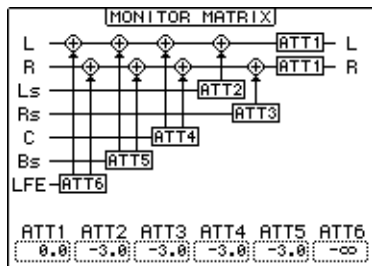 MONITOR MATRIX
L ATT1 L
R ATT1 R
Ls ATT2
Rs ATT3
C ATT4
Bs ATT5
LFE ATT6
ATT1 ATT2 ATT3 ATT4 ATT5 ATT6
0.0 -3.0 -3.0 -3.0 -3.0 -∞